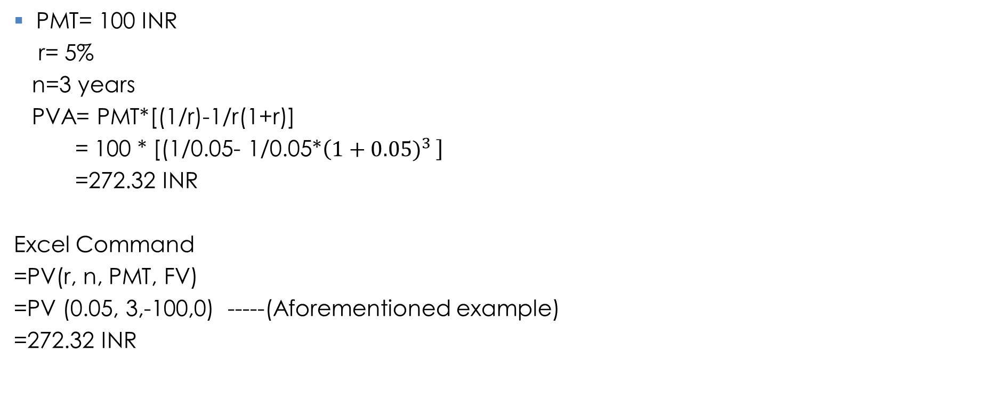 ▪ PMT= 100 INR
r= 5%
n=3 years
PVA= PMT*[(1/r)-1/r(1+r)]
= 100 * [(1/0.05- 1/0.05*(1 + 0.05)³ ]
=272.32 INR
Excel Command
=PV(r, n, PMT, FV)
=PV (0.05, 3,-100,0) -----(Aforementioned example)
=272.32 INR